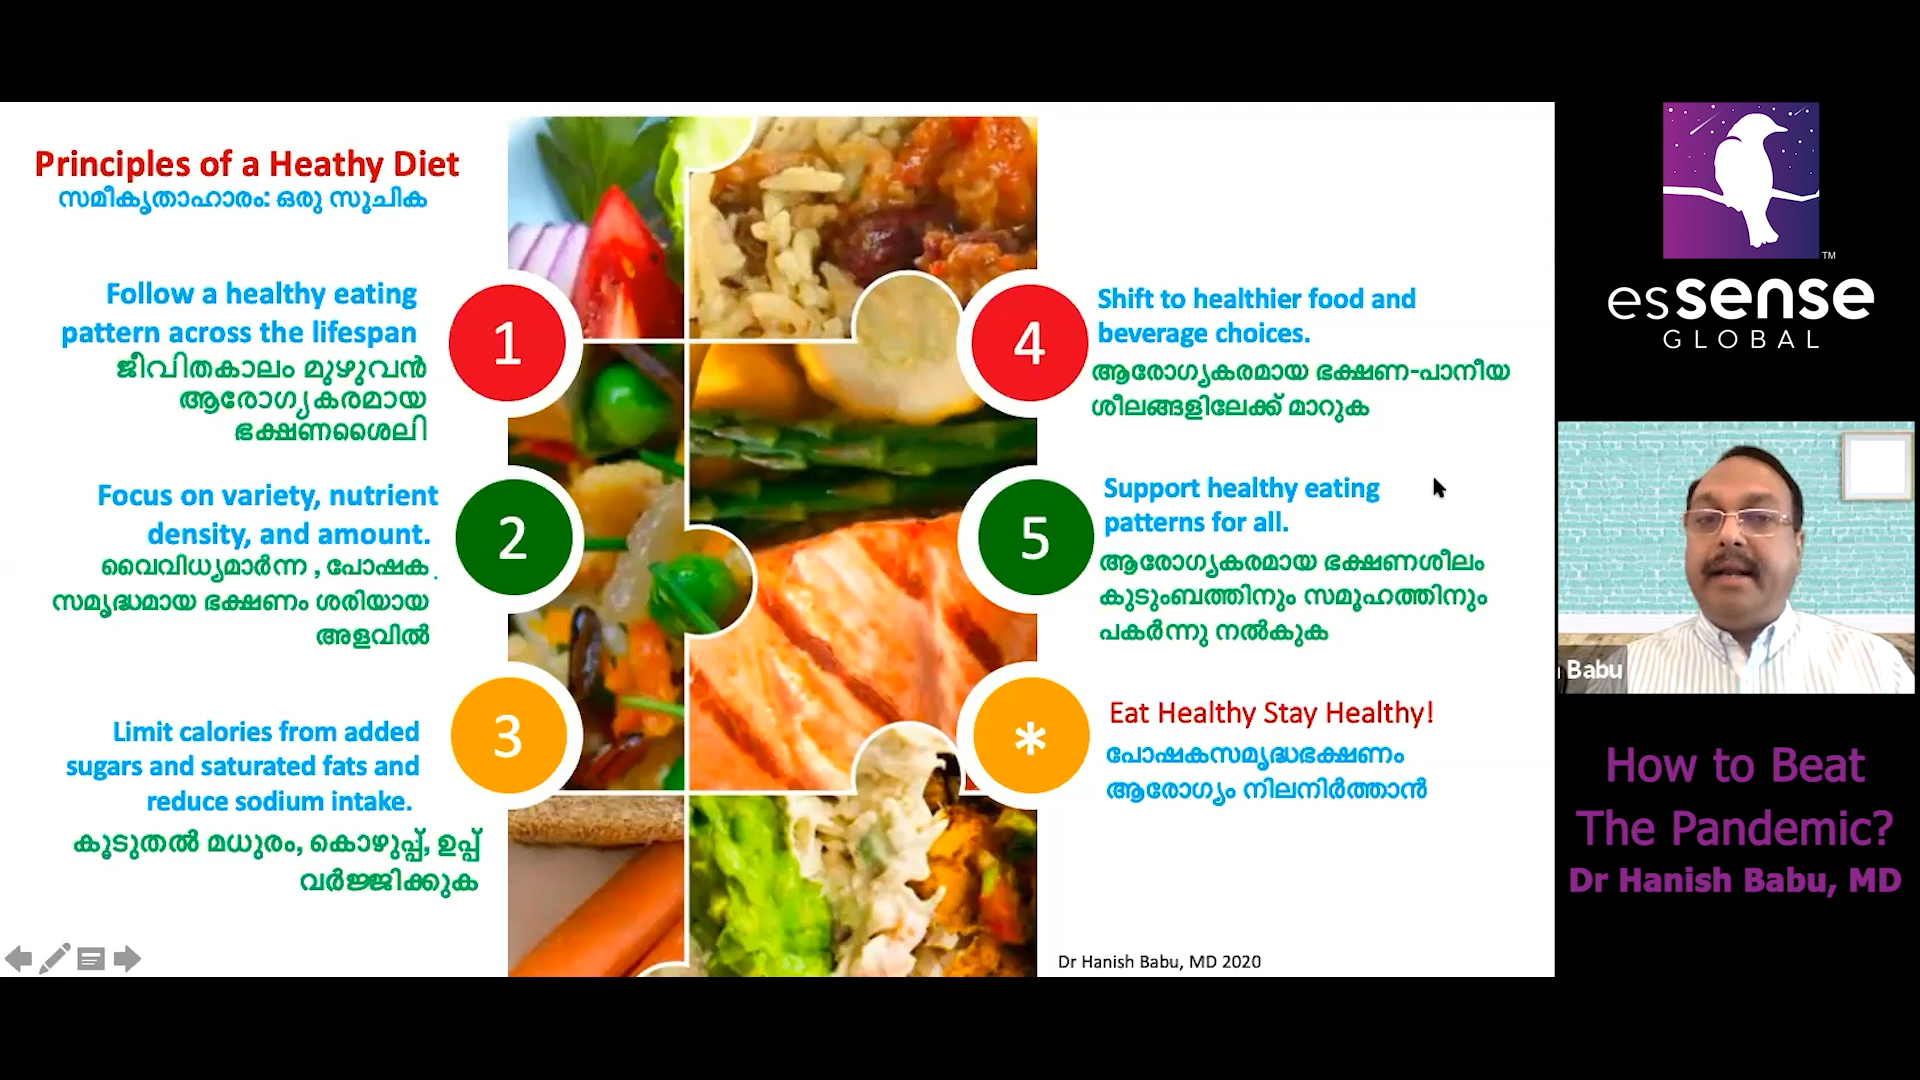 Principles of a Heathy Diet
സമീകൃതാഹാരം: ഒരു സൂചിക
Follow a healthy eating
pattern across the lifespan
ജീവിതകാലം മുഴുവൻ
ആരോഗ്യകരമായ
ഭക്ഷണശൈലി
1
Focus on variety, nutrient
density, and amount.
വൈവിധ്യമാർന്ന , പോഷക .
സമൃദ്ധമായ ഭക്ഷണം ശരിയായ
അളവിൽ
2
Limit calories from added
sugars and saturated fats and
reduce sodium intake.
കൂടുതൽ മധുരം, കൊഴുപ്പ്, ഉപ്പ്
വർജ്ജിക്കുക
3
4
Shift to healthier food and
beverage choices.
ആരോഗ്യകരമായ ഭക്ഷണ-പാനീയ
ശീലങ്ങളിലേക്ക് മാറുക
5
Support healthy eating
patterns for all.
ആരോഗ്യകരമായ ഭക്ഷണശീലം
കുടുംബത്തിനും സമൂഹത്തിനും
പകർന്നു നൽകുക
*
Eat Healthy Stay Healthy!
പോഷകസമൃദ്ധഭക്ഷണം
ആരോഗ്യം നിലനിർത്താൻ
Dr Hanish Babu, MD 2020
TM
esSENSE
GLOBAL
Babu
How to Beat
The Pandemic?
Dr Hanish Babu, MD